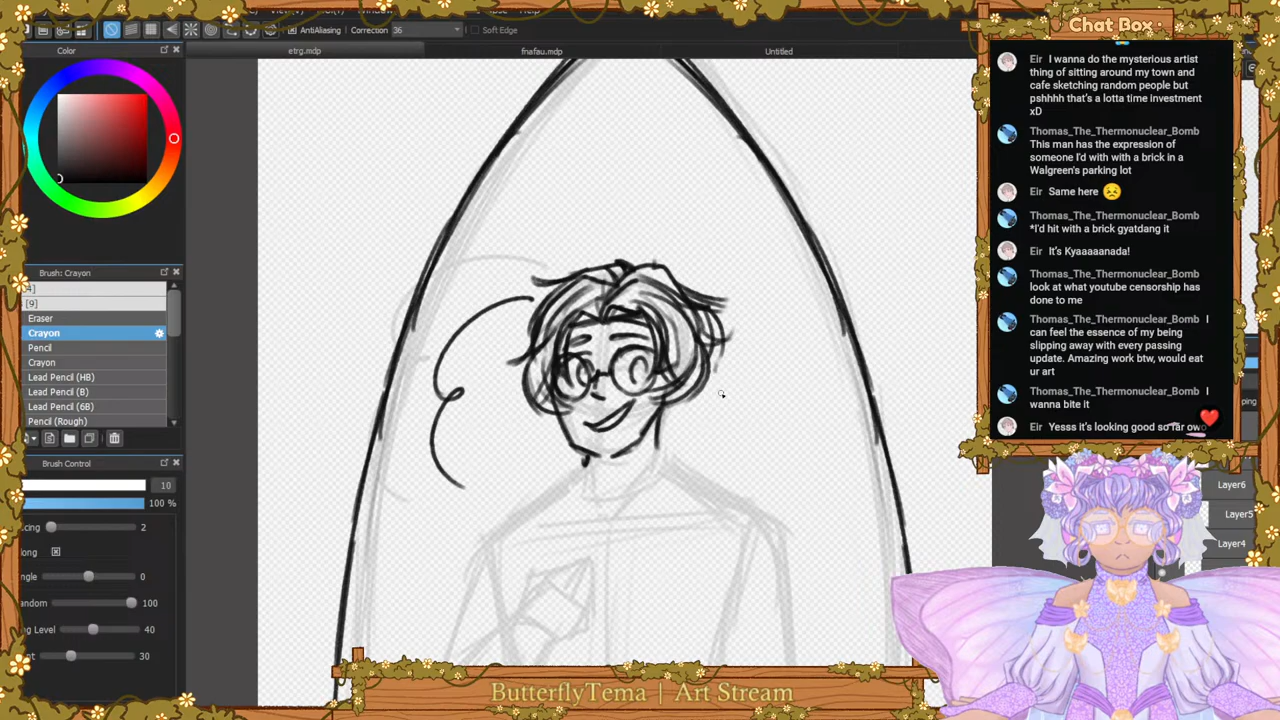 AntiAliasing Correction 36 Soft Edge
Color
etrg.mdp fnafau.mdp Untitled
Brush: Crayon
[9]
Eraser
Crayon
Pencil
Crayon
Lead Pencil (HB)
Lead Pencil (B)
Lead Pencil (6B)
Pencil (Rough)
Brush Control
10
100 %
2
0
100
40
30
Chat Box
Eir I wanna do the mysterious artist
thing of sitting around my town and
cafe sketching random people but
pshhhh that's a lotta time investment
xD
Thomas_The_Thermonuclear_Bomb
This man has the expression of
someone I'd with with a brick in a
Walgreen's parking lot
Eir Same here 😣
Thomas_The_Thermonuclear_Bomb
*I'd hit with a brick gyatdang it
Eir It's Kyaaaanada!
Thomas_The_Thermonuclear_Bomb
look at what youtube censorship has
done to me
Thomas_The_Thermonuclear_Bomb I
can feel the essence of my being
slipping away with every passing
update. Amazing work btw, would eat
ur art
Thomas_The_Thermonuclear_Bomb I
wanna bite it
Eir Yesss it's looking good so far owo
Layer6
Layer5
Layer4
ButterflyTema | Art Stream